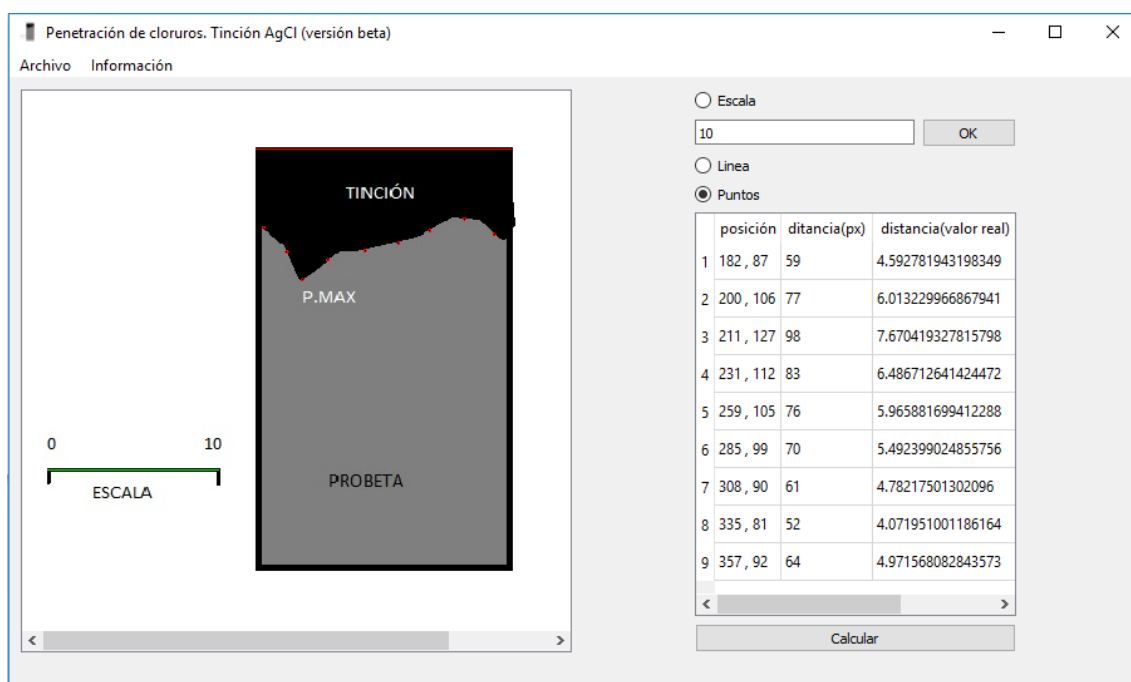 Penetración de cloruros. Tinción AgCl (versión beta)
Archivo Información
TINCIÓN
P.MAX
0 10
ESCALA
PROBETA
Escala
10 OK
Linea
Puntos
posición ditancia(px) distancia(valor real)
1 182 , 87 59 4.592781943198349
2 200 , 106 77 6.013229966867941
3 211 , 127 98 7.670419327815798
4 231 , 112 83 6.486712641424472
5 259 , 105 76 5.965881699412288
6 285 , 99 70 5.492399024855756
7 308 , 90 61 4.78217501302096
8 335 , 81 52 4.071951001186164
9 357 , 92 64 4.971568082843573
Calcular